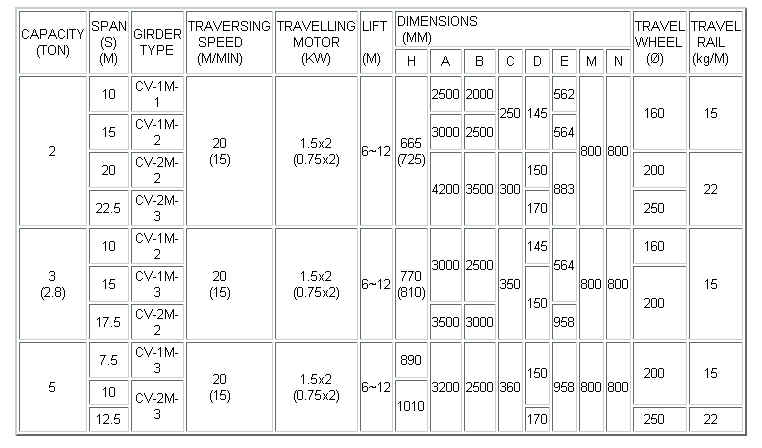 CAPACITY (TON) SPAN (S) (M) GIRDER TYPE TRAVERSING SPEED (M/MIN) TRAVELLING MOTOR (KW) LIFT (M) DIMENSIONS (MM) TRAVEL WHEEL (Ø) TRAVEL RAIL (kg/M)
H A B C D E M N
2 10 CV-1M-1 20 (15) 1.5x2 (0.75x2) 6~12 665 (725) 2500 2000 250 145 562 800 800 160 15
15 CV-1M-2 3000 2500 564
20 CV-2M-2 4200 3500 300 150 883 200 22
22.5 CV-2M-3 170 250
3 (2.8) 10 CV-1M-2 20 (15) 1.5x2 (0.75x2) 6~12 770 (810) 3000 2500 350 145 564 800 800 160 15
15 CV-1M-3 150 200
17.5 CV-2M-2 3500 3000 958
5 7.5 CV-1M-3 20 (15) 1.5x2 (0.75x2) 6~12 890 3200 2500 360 150 958 800 800 200 15
10 CV-2M-3 1010
12.5 170 250 22